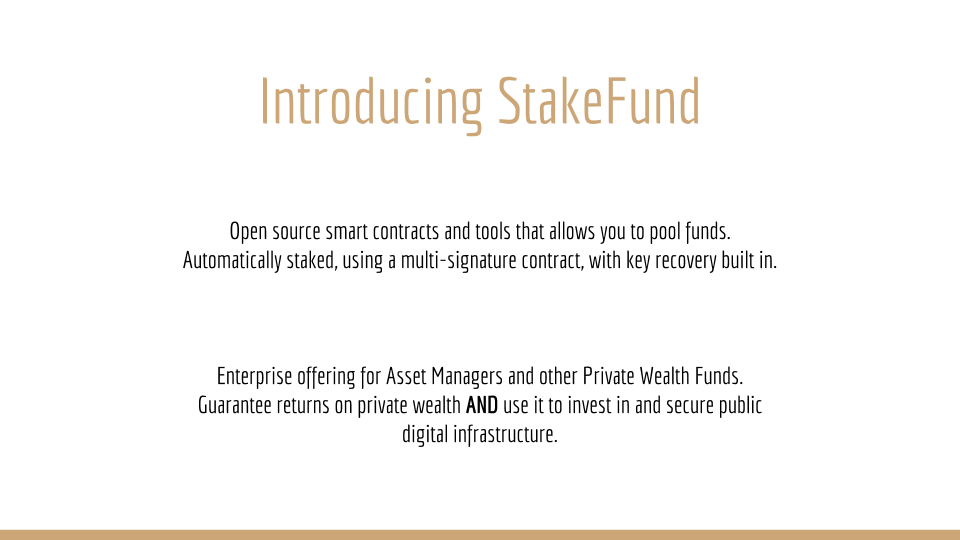 Introducing StakeFund
Open source smart contracts and tools that allows you to pool funds.
Automatically staked, using a multi-signature contract, with key recovery built in.
Enterprise offering for Asset Managers and other Private Wealth Funds.
Guarantee returns on private wealth AND use it to invest in and secure public
digital infrastructure.